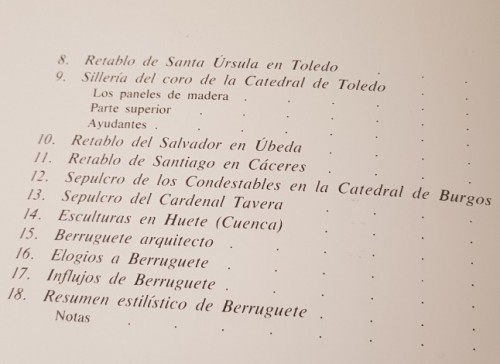 8. Retablo de Santa Úrsula en Toledo . . .
9. Sillería del coro de la Catedral de Toledo . .
Los paneles de madera . . . . . .
Parte superior . . . . . . .
Ayudantes . . . . . . . .
10. Retablo del Salvador en Úbeda . . . .
11. Retablo de Santiago en Cáceres . . . .
12. Sepulcro de los Condestables en la Catedral de Burgos
13. Sepulcro del Cardenal Tavera . . . .
14. Esculturas en Huete (Cuenca) . . . .
15. Berruguete arquitecto . . . . . .
16. Elogios a Berruguete . . . . . .
17. Influjos de Berruguete . . . . . .
18. Resumen estilístico de Berruguete . . . .
Notas . . . . . . . .